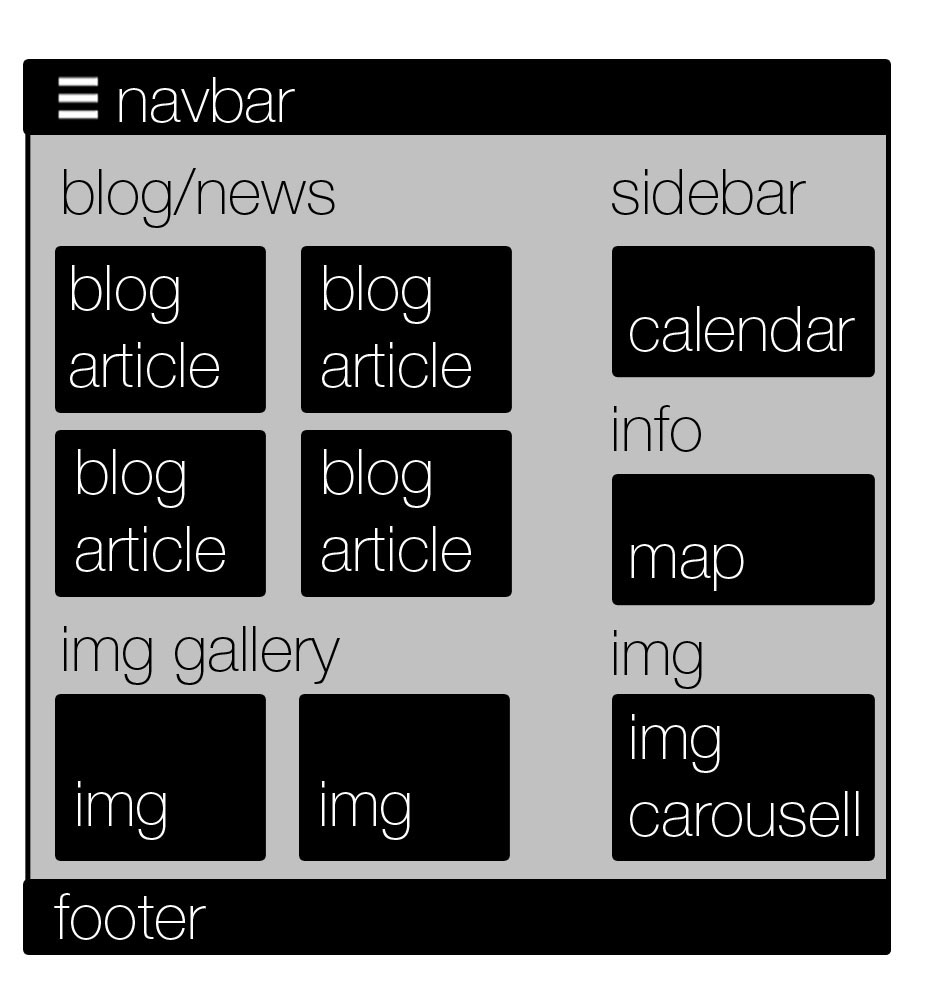 navbar
blog/news
blog
article
blog
article
blog
article
blog
article
img gallery
img
img
sidebar
calendar
info
map
img
img
carousell
footer